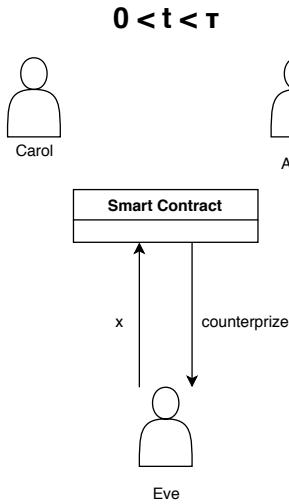 0 < t < τ
Carol
A
Smart Contract
x
counterprize
Eve